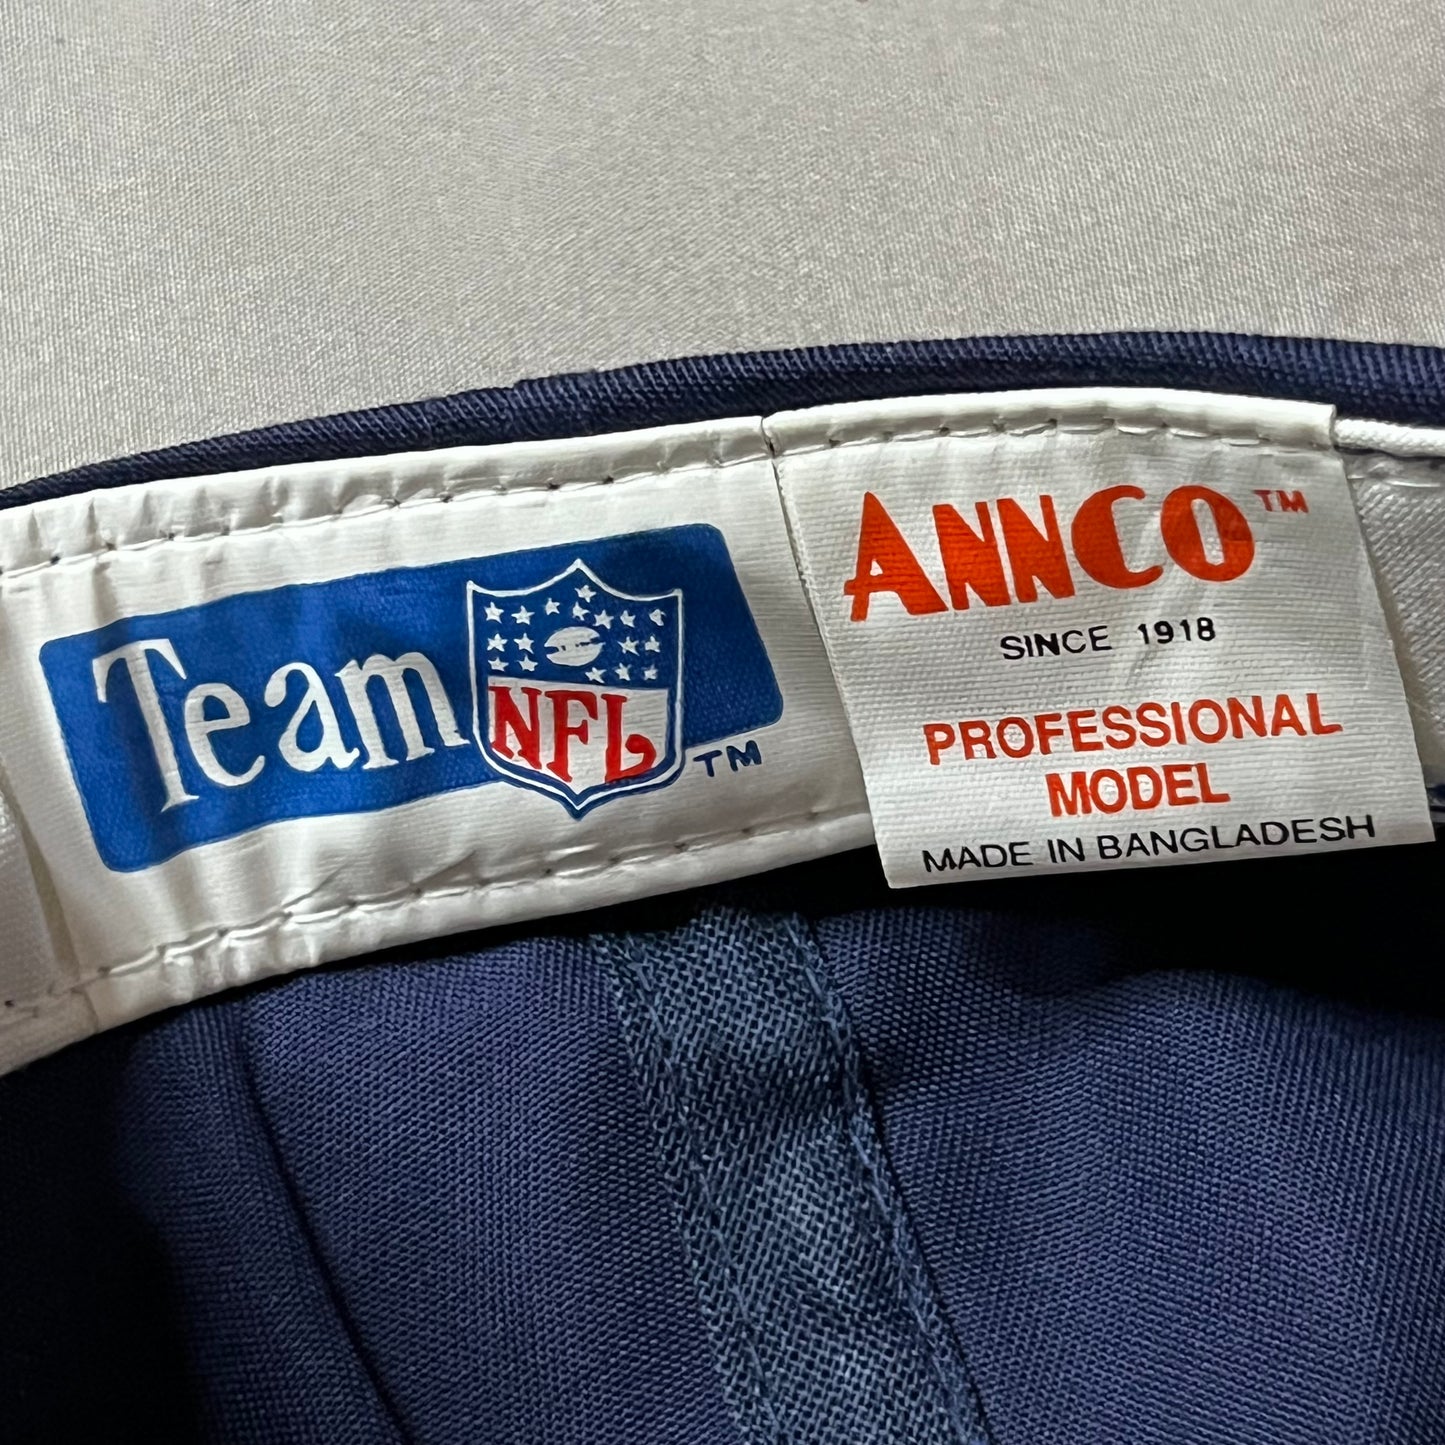 Team NFL TM
ANNCO TM
SINCE 1918
PROFESSIONAL
MODEL
MADE IN BANGLADESH